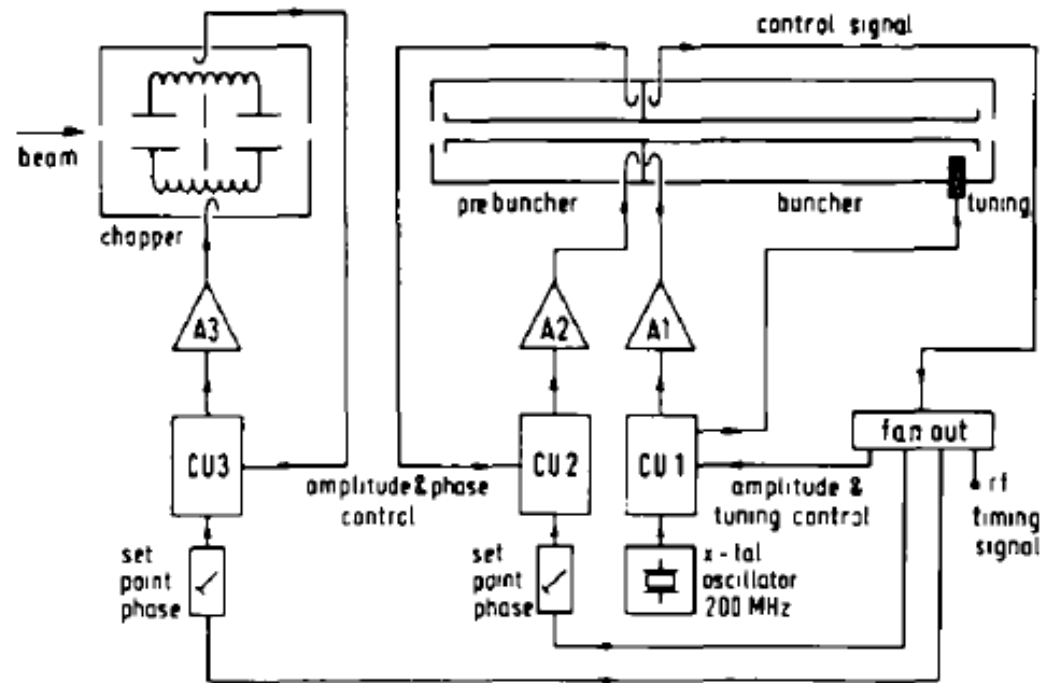 control signal
beam
chopper
prebuncher
buncher
tuning
A3
A2
A1
CU3
CU2
CU1
fan out
amplitude & phase
control
amplitude &
tuning control
rf
timing
signal
set
point
phase
set
point
phase
x-tal
oscillator
200 MHz